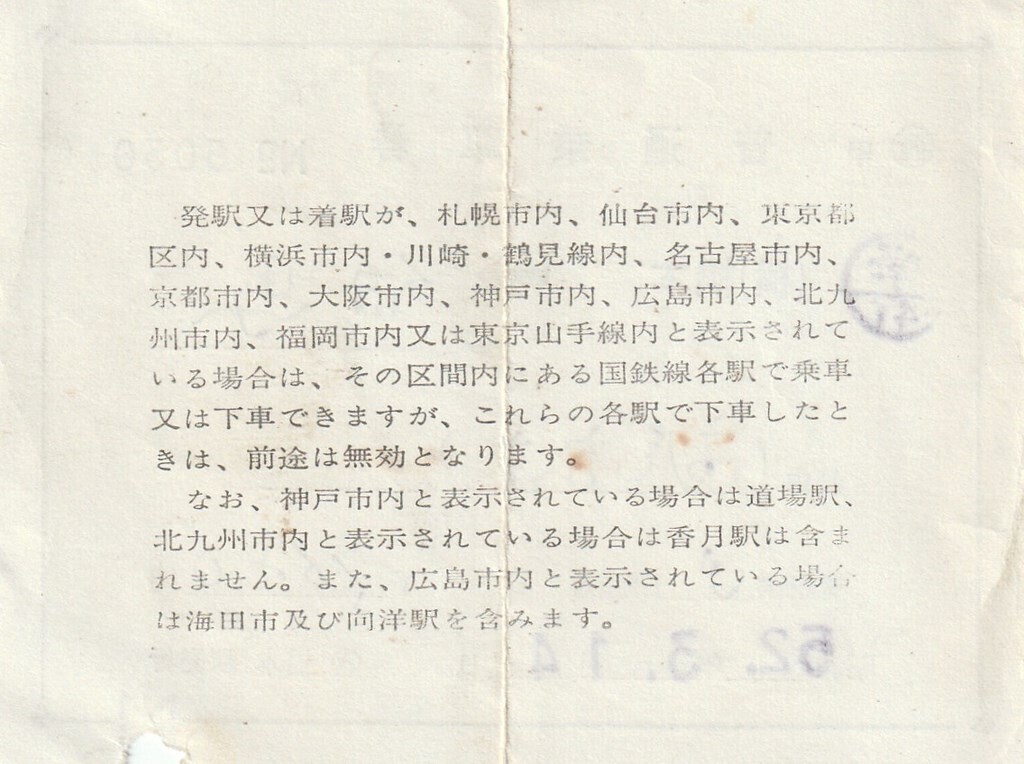 発駅又は着駅が、札幌市内、仙台市内、東京都
区内、横浜市内・川崎・鶴見線内、名古屋市内、
京都市内、大阪市内、神戸市内、広島市内、北九
州市内、福岡市内又は東京山手線内と表示されて
いる場合は、その区間内にある国鉄線各駅で乗車
又は下車できますが、これらの各駅で下車したと
きは、前途は無効となります。
なお、神戸市内と表示されている場合は道場駅、
北九州市内と表示されている場合は香月駅は含ま
れません。また、広島市内と表示されている場合
は海田市及び向洋駅を含みます。
52.3.14